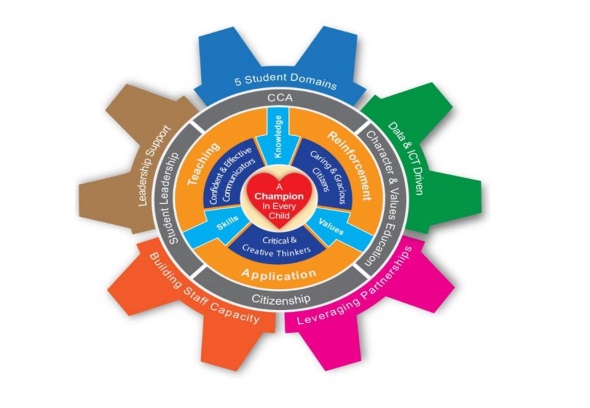 5 Student Domains
CCA
Knowledge
Teaching
Reinforcement
Confident & Effective
Communicators
Caring & Gracious
Citizens
A
Champion
In Every
Child
Leadership Support
Student Leadership
Data & ICT Driven
Character & Values Education
Skills
Values
Critical &
Creative Thinkers
Application
Citizenship
Building Staff Capacity
Leveraging Partnerships